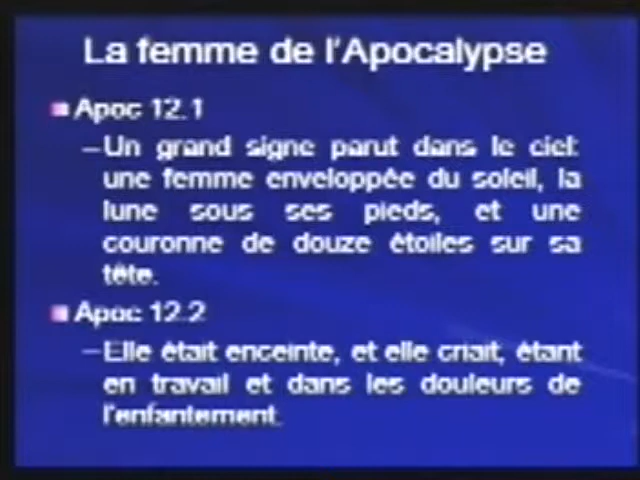 La femme de l'Apocalypse
Apoc 12.1
–Un grand signe parut dans le ciel:
une femme enveloppée du soleil, la
lune sous ses pieds, et une
couronne de douze étoiles sur sa
tête.
Apoc 12.2
–Elle était enceinte, et elle criait, étant
en travail et dans les douleurs de
l'enfantement.